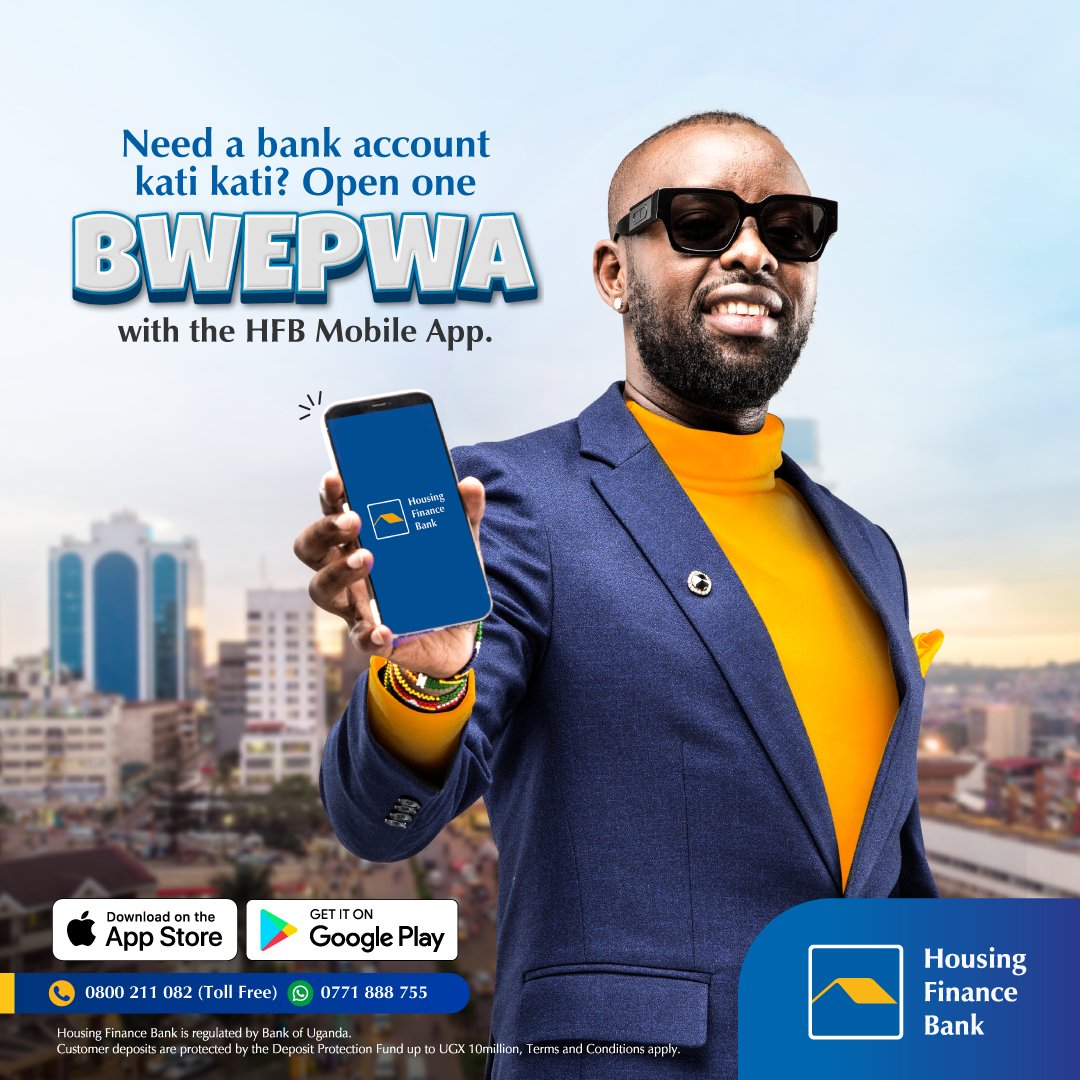 Need a bank account
kati kati? Open one
BWEPWA
with the HFB Mobile App.
Housing
Finance
Bank
Download on the
App Store
GET IT ON
Google Play
0800 211 082 (Toll Free) 0771 888 755
Housing Finance Bank is regulated by Bank of Uganda.
Customer deposits are protected by the Deposit Protection Fund up to UGX 10million, Terms and Conditions apply.
Housing
Finance
Bank